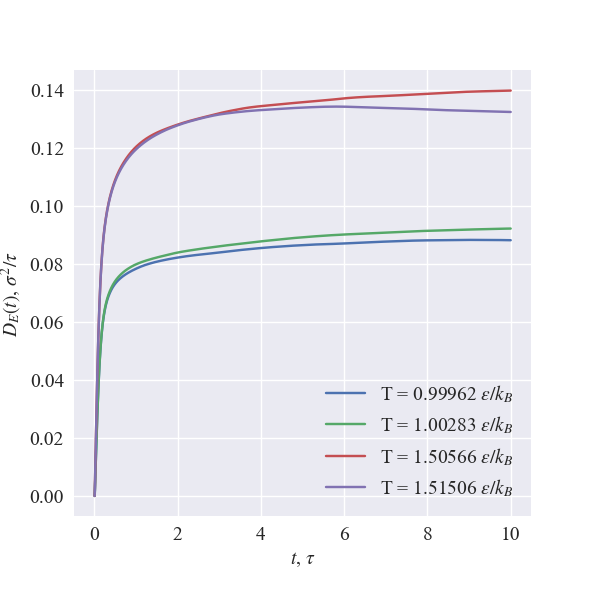 0.14
0.12
0.10
0.08
0.06
0.04
0.02
0.00
D_E(t), σ²/τ
T = 0.99962 ε/k_B
T = 1.00283 ε/k_B
T = 1.50566 ε/k_B
T = 1.51506 ε/k_B
0 2 4 6 8 10
t, τ